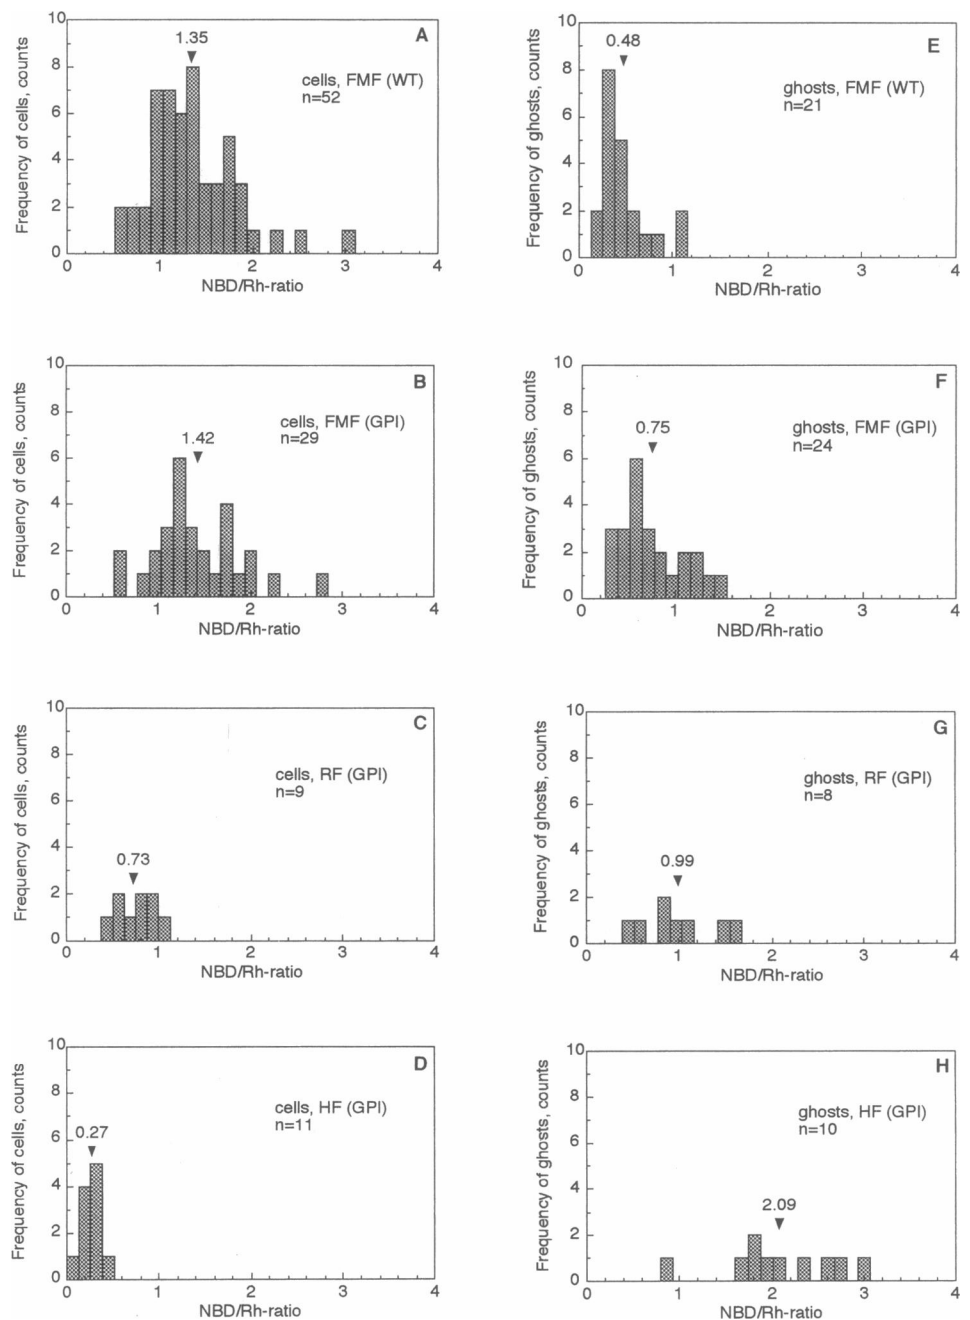 A
1.35
cells, FMF (WT)
n=52
Frequency of cells, counts
10
8
6
4
2
0
0 1 2 3 4
NBD/Rh-ratio
E
0.48
ghosts, FMF (WT)
n=21
Frequency of ghosts, counts
10
8
6
4
2
0
0 1 2 3 4
NBD/Rh-ratio
B
1.42
cells, FMF (GPI)
n=29
Frequency of cells, counts
10
8
6
4
2
0
0 1 2 3 4
NBD/Rh-ratio
F
0.75
ghosts, FMF (GPI)
n=24
Frequency of ghosts, counts
10
8
6
4
2
0
0 1 2 3 4
NBD/Rh-ratio
C
0.73
cells, RF (GPI)
n=9
Frequency of cells, counts
10
8
6
4
2
0
0 1 2 3 4
NBD/Rh-ratio
G
0.99
ghosts, RF (GPI)
n=8
Frequency of ghosts, counts
10
8
6
4
2
0
0 1 2 3 4
NBD/Rh-ratio
D
0.27
cells, HF (GPI)
n=11
Frequency of cells, counts
10
8
6
4
2
0
0 1 2 3 4
NBD/Rh-ratio
H
2.09
ghosts, HF (GPI)
n=10
Frequency of ghosts, counts
10
8
6
4
2
0
0 1 2 3 4
NBD/Rh-ratio